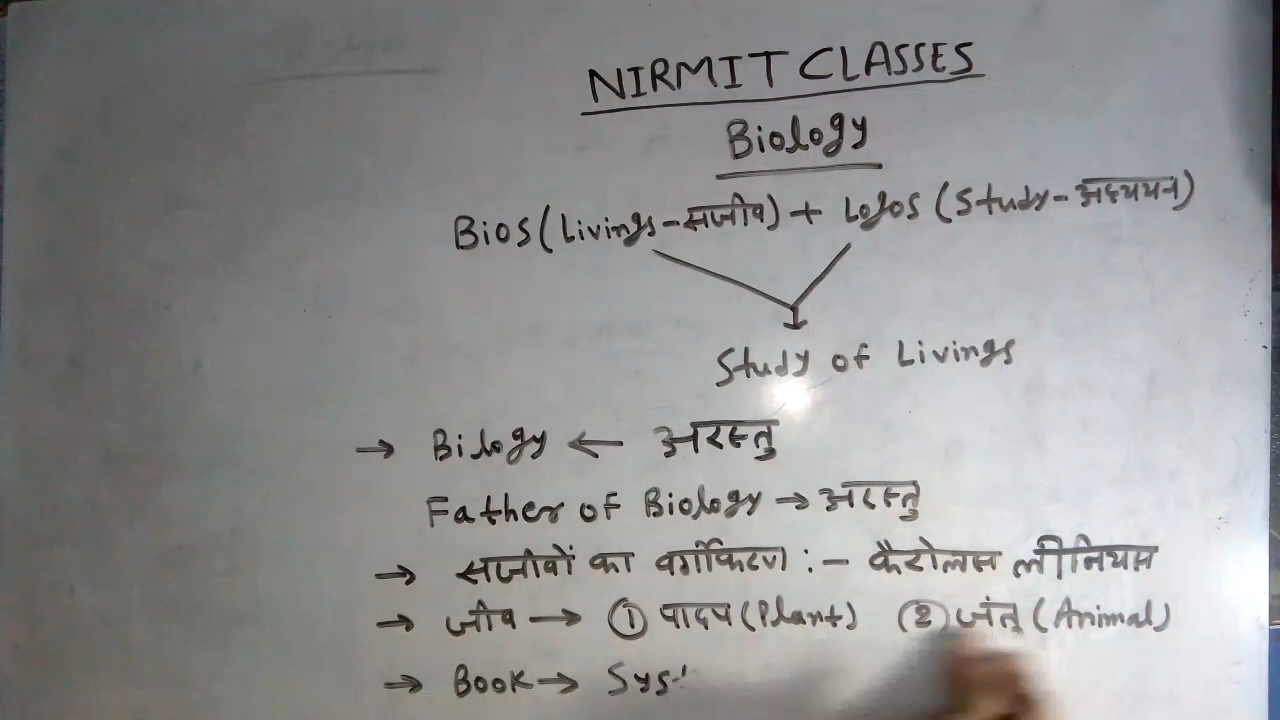 NIRMIT CLASSES
Biology
Bios (Livings - सजीव) + Logos (Study - अध्ययन)
Study of Livings
→ Bilogy ← अरस्तु
Father of Biology → अरस्तु
→ सजीवों का वर्गीकरण : - कैरोलस लीनियस
→ जीव → ① पादप (Plant) ② जंतु (Animal)
→ Book → Sys